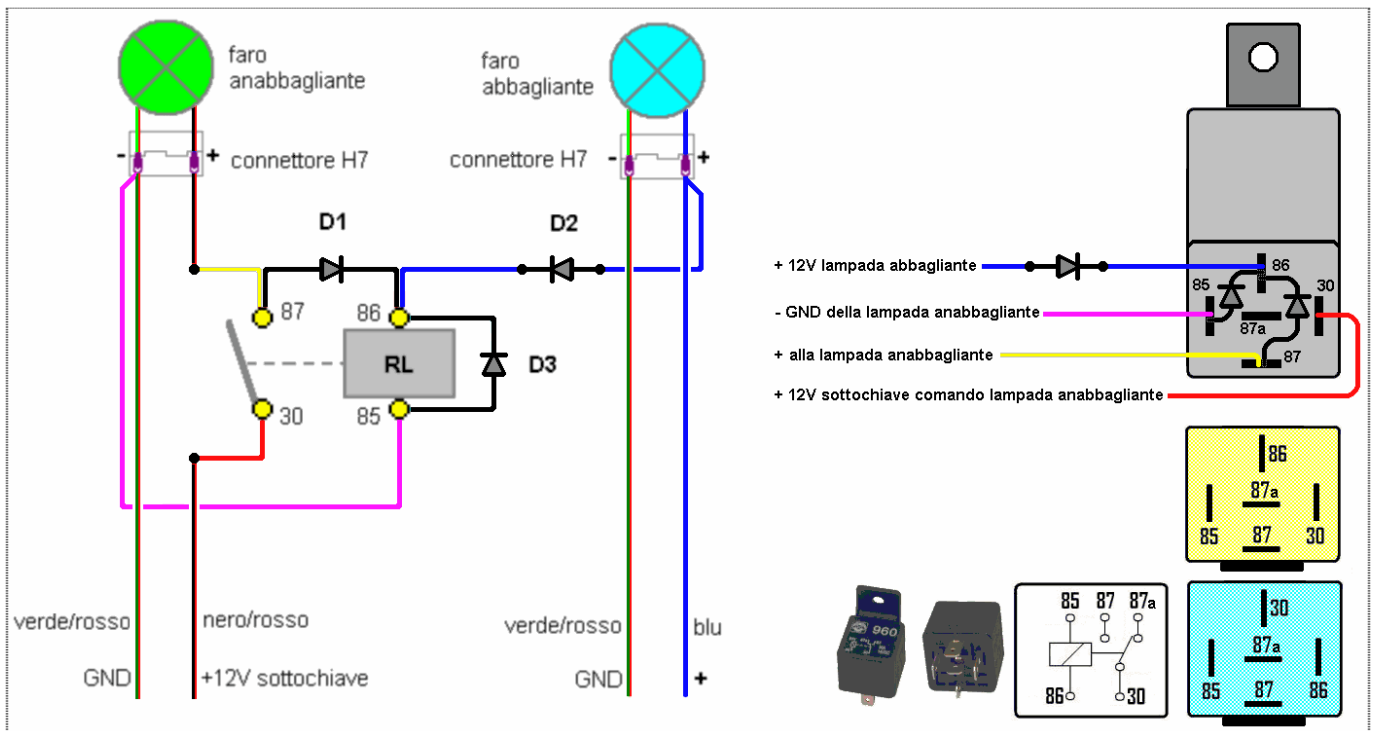 faro
anabbagliante
faro
abbagliante
- + connettore H7
connettore H7 - +
D1
D2
87
86
RL
D3
30
85
verde/rosso
nero/rosso
verde/rosso
blu
GND
+12V sottochiave
GND
+
+ 12V lampada abbagliante
- GND della lampada anabbagliante
+ alla lampada anabbagliante
+ 12V sottochiave comando lampada anabbagliante
86
85
30
87a
87
86
87a
85
87
30
960
85 87 87a
86
30
30
87a
85
87
86